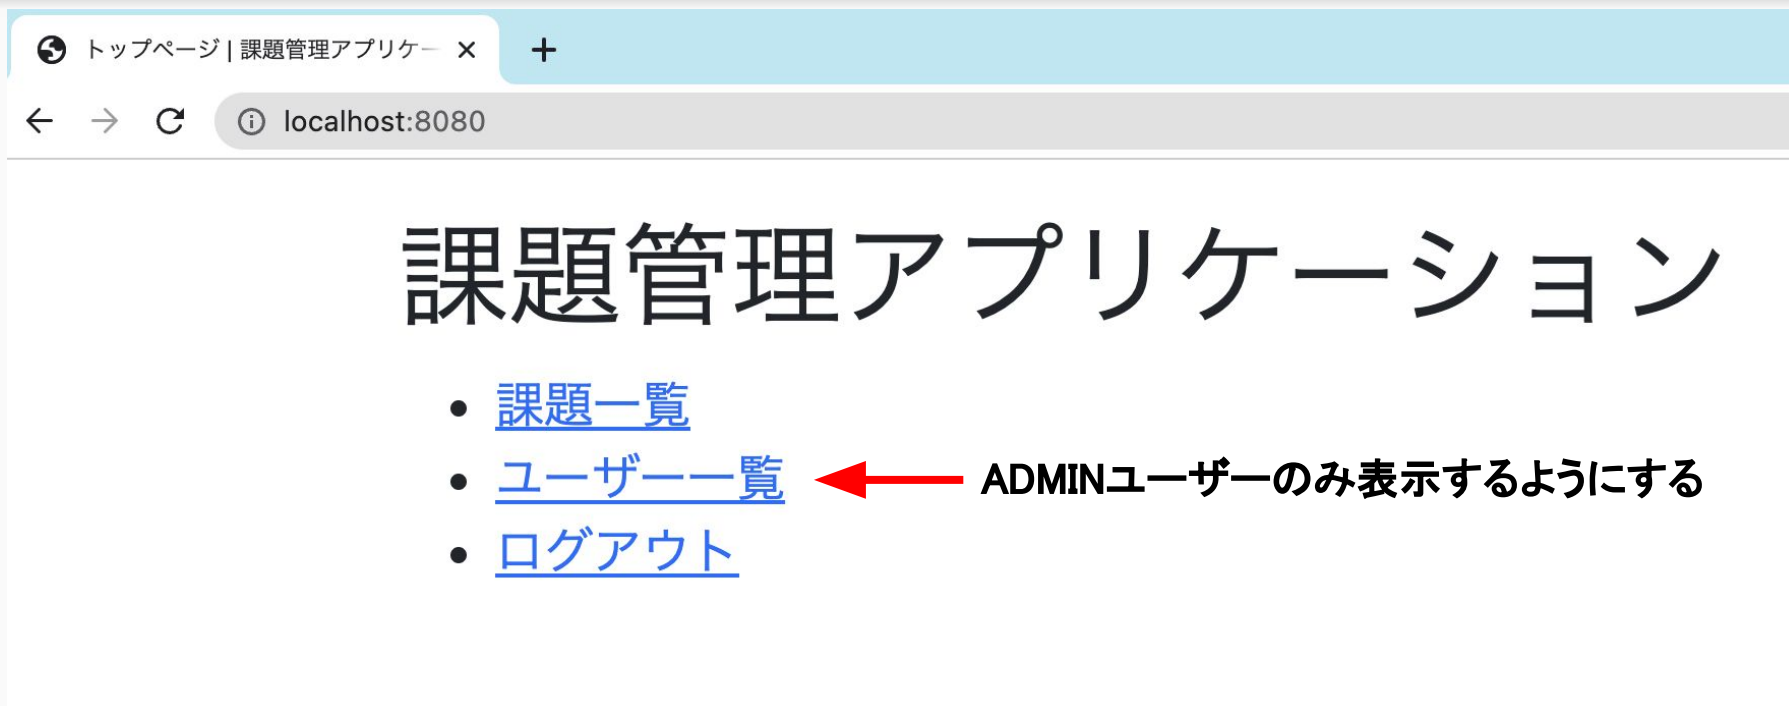 トップページ | 課題管理アプリケー
localhost:8080
課題管理アプリケーション
課題一覧
ユーザー一覧
ADMINユーザーのみ表示するようにする
ログアウト